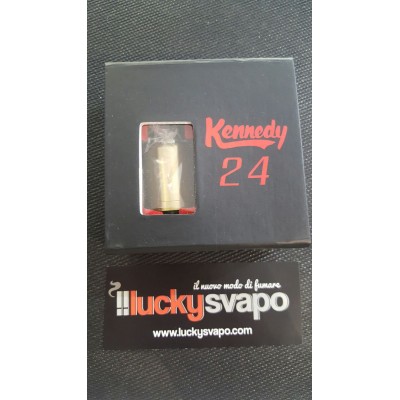 Kennedy
24
il nuovo modo di fumare
!!luckysvapo
www.luckysvapo.com